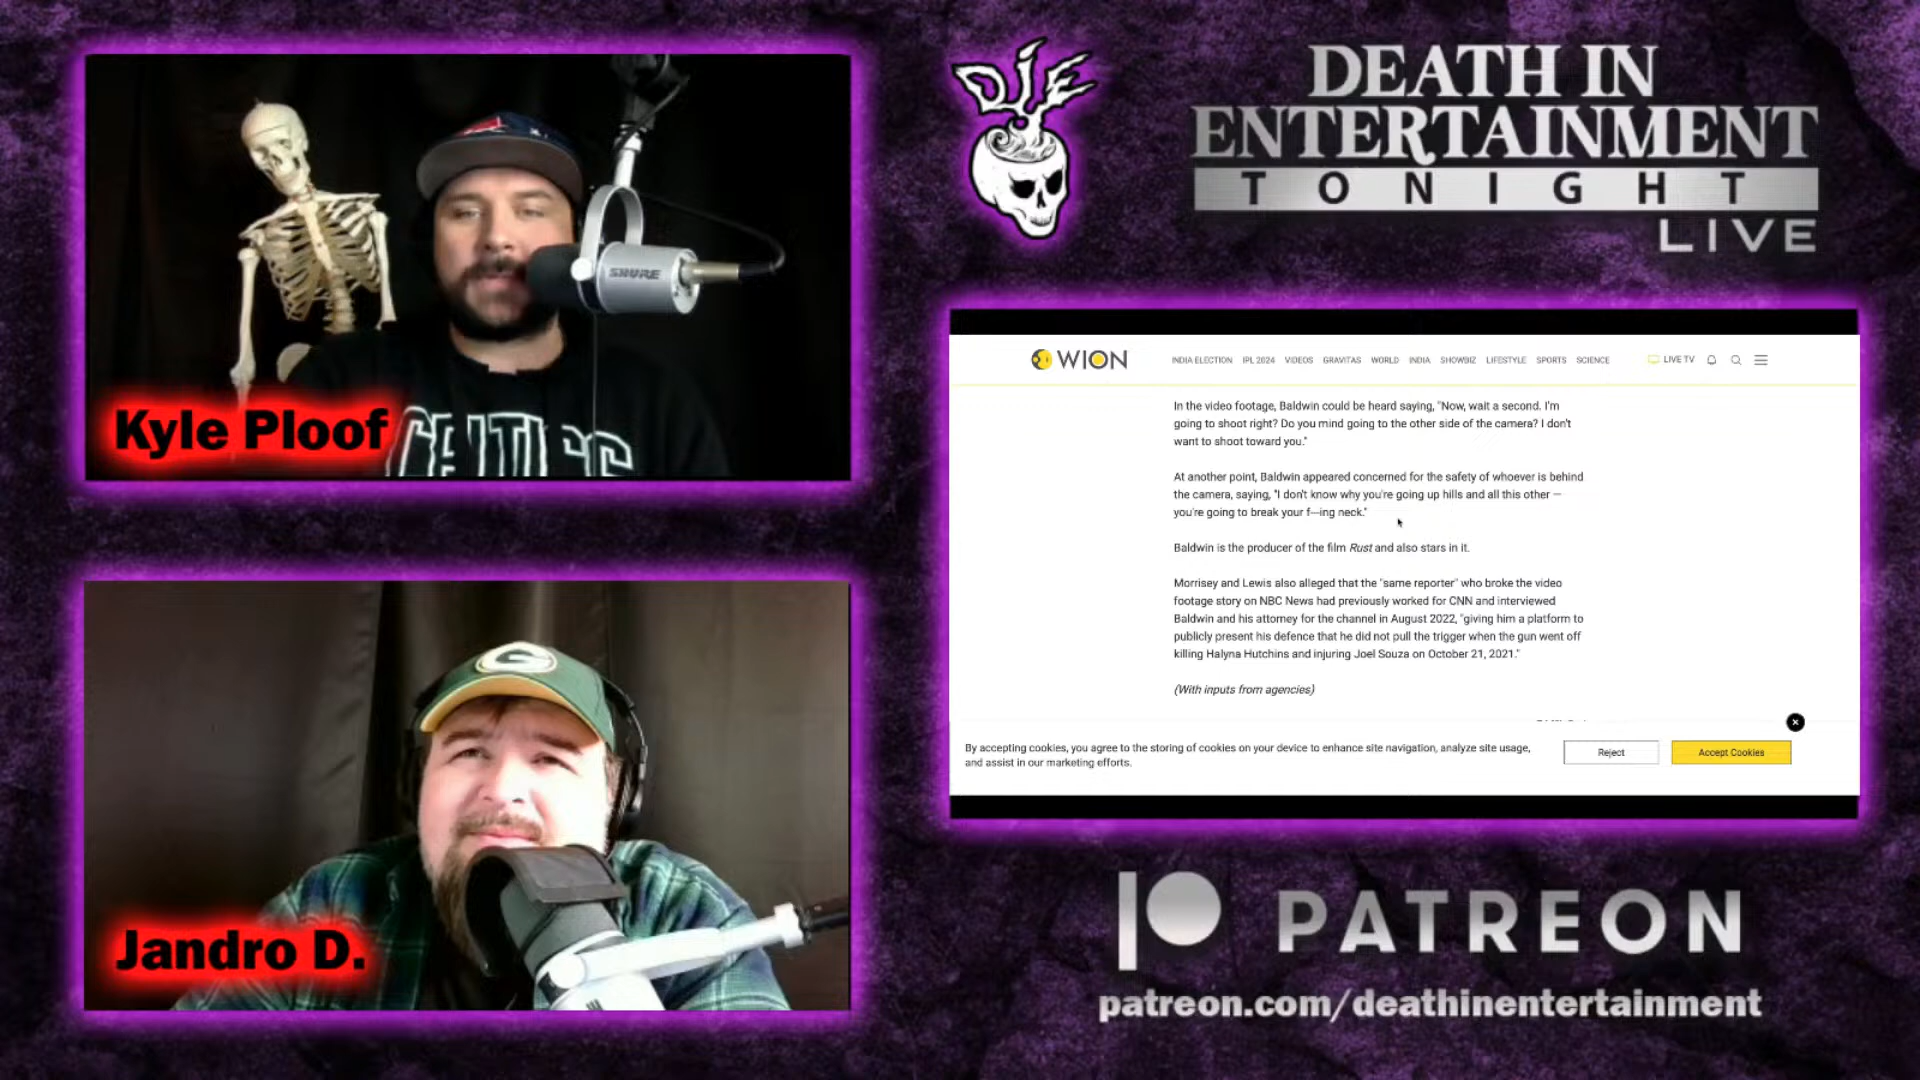 Kyle Ploof
SHURE
CELTICS
Jandro D.
G
DIE
DEATH IN
ENTERTAINMENT
TONIGHT
LIVE
WION
INDIA ELECTION IPL 2024 VIDEOS GRAVITAS WORLD INDIA SHOWBIZ LIFESTYLE SPORTS SCIENCE
LIVE TV
In the video footage, Baldwin could be heard saying, "Now, wait a second. I'm
going to shoot right? Do you mind going to the other side of the camera? I don't
want to shoot toward you."
At another point, Baldwin appeared concerned for the safety of whoever is behind
the camera, saying, "I don't know why you're going up hills and all this other —
you're going to break your f—ing neck."
Baldwin is the producer of the film Rust and also stars in it.
Morrisey and Lewis also alleged that the "same reporter" who broke the video
footage story on NBC News had previously worked for CNN and interviewed
Baldwin and his attorney for the channel in August 2022, "giving him a platform to
publicly present his defence that he did not pull the trigger when the gun went off
killing Halyna Hutchins and injuring Joel Souza on October 21, 2021."
(With inputs from agencies)
By accepting cookies, you agree to the storing of cookies on your device to enhance site navigation, analyze site usage,
and assist in our marketing efforts.
Reject
Accept Cookies
PATREON
patreon.com/deathinentertainment